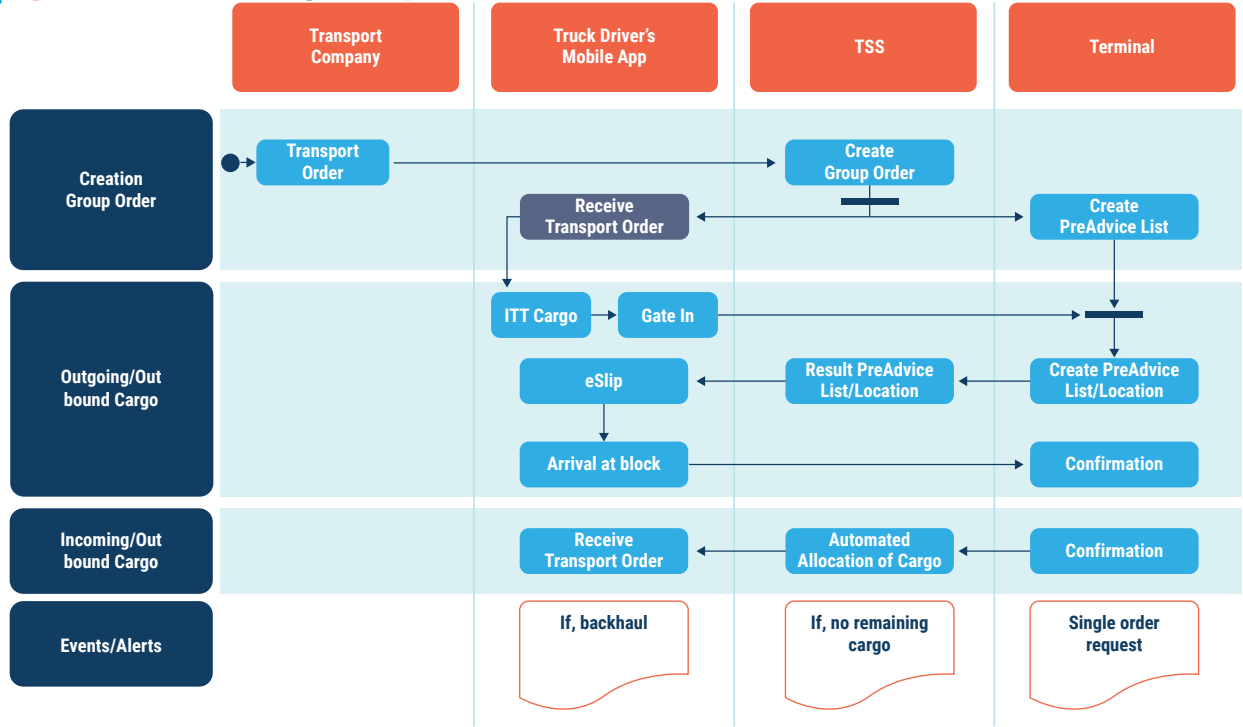 Transport
Company
Truck Driver's
Mobile App
TSS
Terminal
Creation
Group Order
Transport
Order
Create
Group Order
Receive
Transport Order
Create
PreAdvice List
Outgoing/Out
bound Cargo
ITT Cargo
Gate In
eSlip
Result PreAdvice
List/Location
Create PreAdvice
List/Location
Arrival at block
Confirmation
Incoming/Out
bound Cargo
Receive
Transport Order
Automated
Allocation of Cargo
Confirmation
Events/Alerts
If, backhaul
If, no remaining
cargo
Single order
request